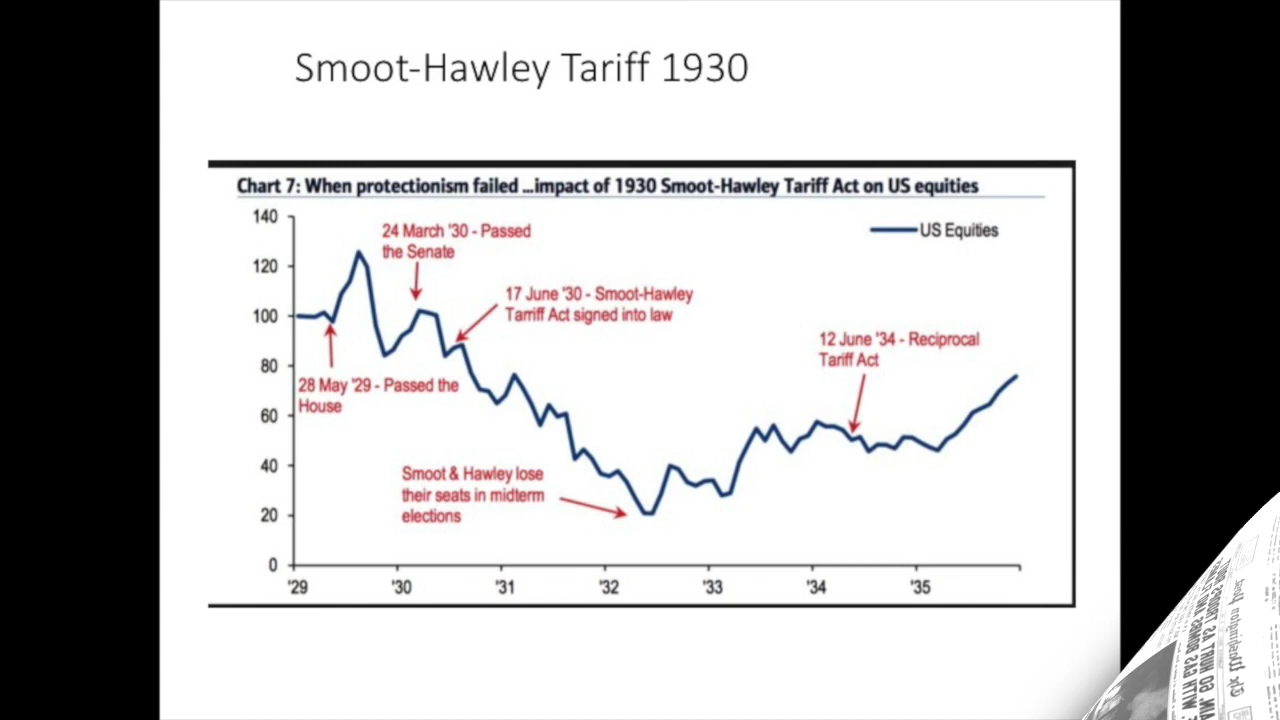 Smoot-Hawley Tariff 1930
Chart 7: When protectionism failed ...impact of 1930 Smoot-Hawley Tariff Act on US equities
140
120
100
80
60
40
20
0
24 March '30 - Passed
the Senate
US Equities
17 June '30 - Smoot-Hawley
Tarriff Act signed into law
12 June '34 - Reciprocal
Tariff Act
28 May '29 - Passed the
House
Smoot & Hawley lose
their seats in midterm
elections
'29 '30 '31 '32 '33 '34 '35